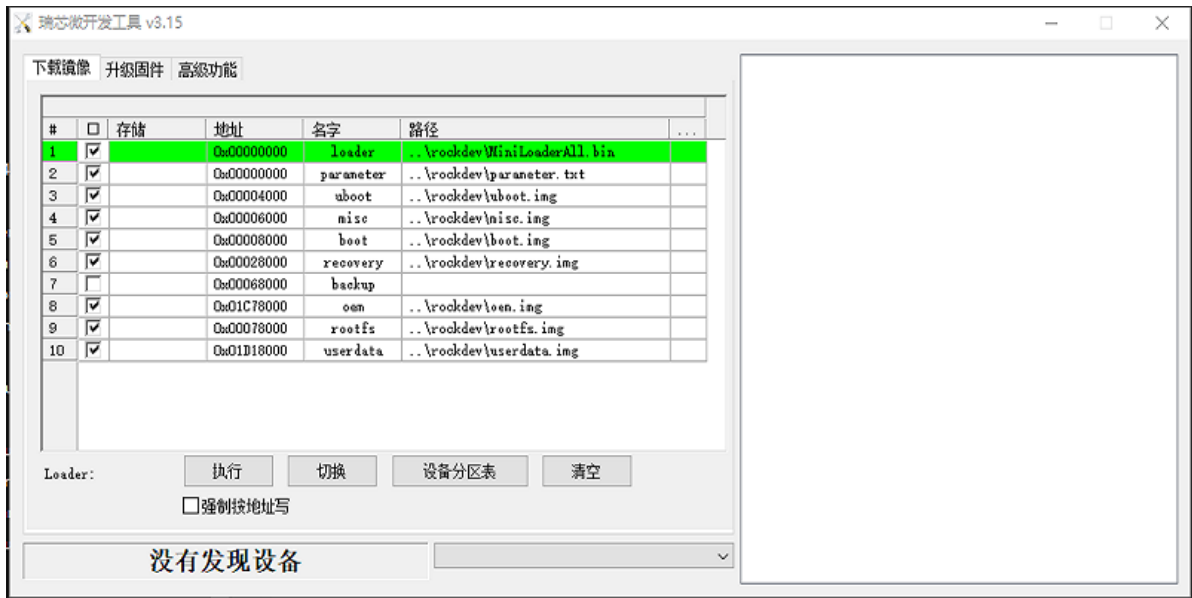 瑞芯微开发工具 v3.15
下载镜像 升级固件 高级功能
# 存储 地址 名字 路径 ...
1 0x00000000 loader ..\rockdev\MiniLoaderAll.bin
2 0x00000000 parameter ..\rockdev\parameter.txt
3 0x00004000 uboot ..\rockdev\uboot.img
4 0x00006000 misc ..\rockdev\misc.img
5 0x00008000 boot ..\rockdev\boot.img
6 0x00028000 recovery ..\rockdev\recovery.img
7 0x00068000 backup
8 0x01C78000 oem ..\rockdev\oem.img
9 0x00078000 rootfs ..\rockdev\rootfs.img
10 0x01D18000 userdata ..\rockdev\userdata.img
Loader: 执行 切换 设备分区表 清空
强制按地址写
没有发现设备